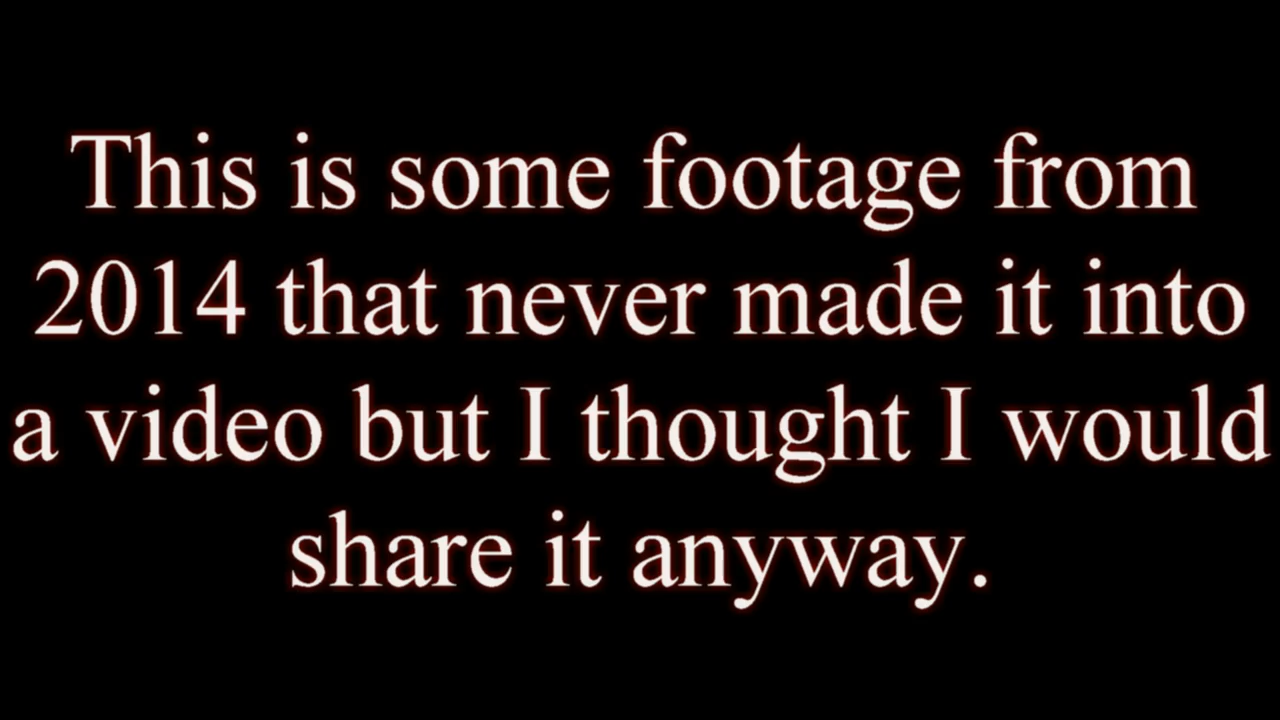 This is some footage from
2014 that never made it into
a video but I thought I would
share it anyway.